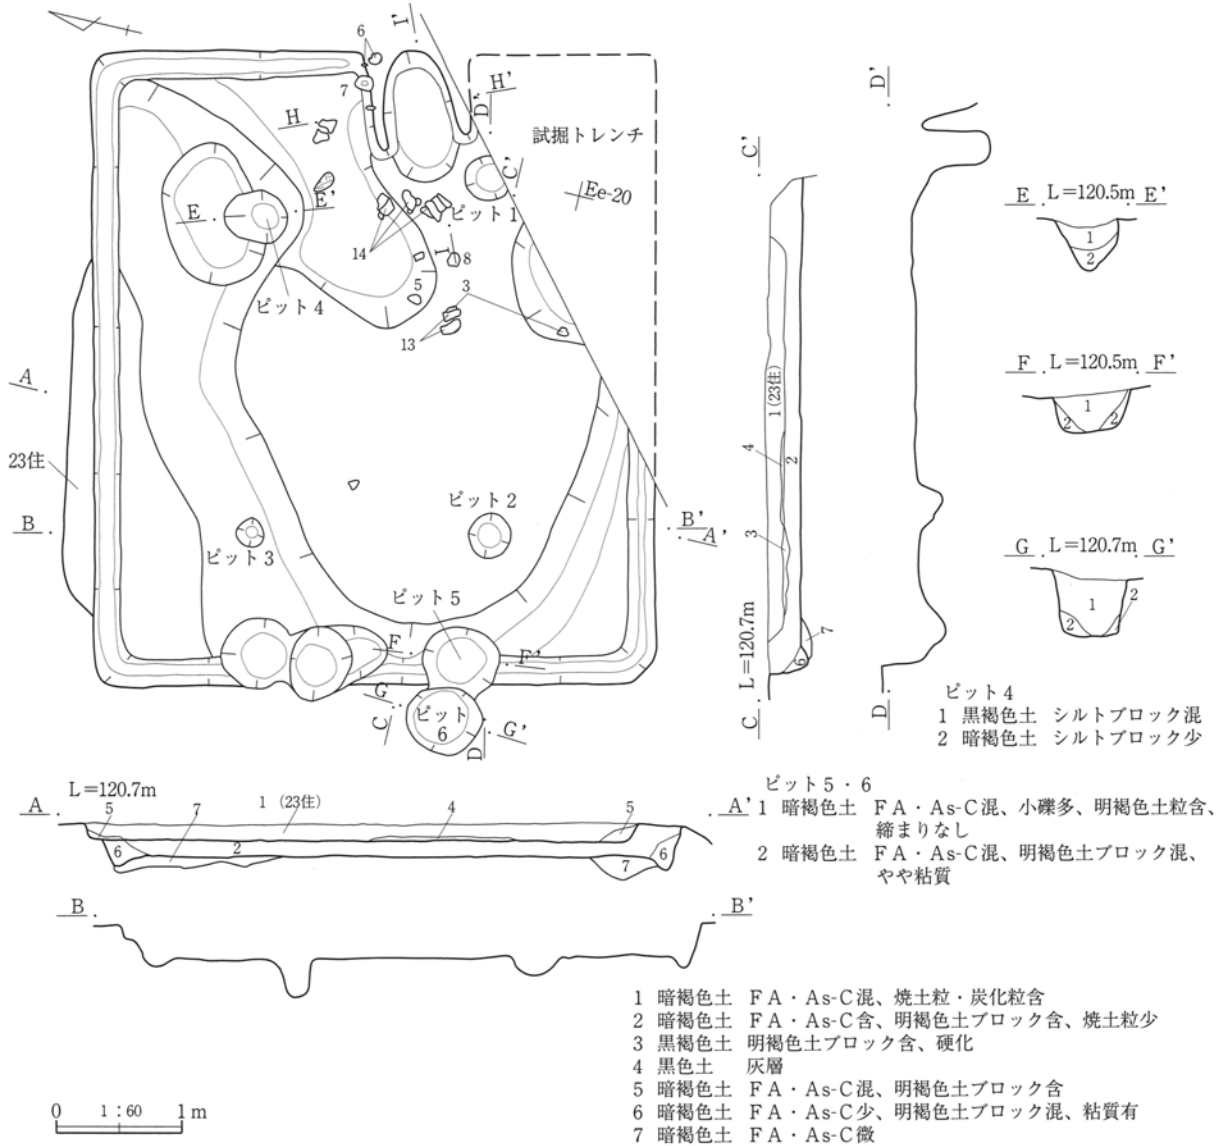 I'
6
7
H'
D'
H
試掘トレンチ
C'
Ee-20
E
E'
ピット1
14
I
8
5
3
ピット4
13
A
23住
B
ピット2
B'
A'
ピット3
ピット5
F
F'
G
C
ピット
6
D
G'
C'
D'
1(23住)
4
2
3
7
6
L=120.7m
C
D
E L=120.5m E'
1
2
F L=120.5m F'
1
2
2
G L=120.7m G'
1
2
2
ピット4
1 黒褐色土 シルトブロック混
2 暗褐色土 シルトブロック少
ピット5・6
1 暗褐色土 FA・As-C混、小礫多、明褐色土粒含、
締まりなし
2 暗褐色土 FA・As-C混、明褐色土ブロック混、
やや粘質
L=120.7m
A
5
7
1 (23住)
4
5
A'
6
2
7
6
B
B'
1 暗褐色土 FA・As-C混、焼土粒・炭化粒含
2 暗褐色土 FA・As-C含、明褐色土ブロック含、焼土粒少
3 黒褐色土 明褐色土ブロック含、硬化
4 黒色土 灰層
5 暗褐色土 FA・As-C混、明褐色土ブロック含
6 暗褐色土 FA・As-C少、明褐色土ブロック混、粘質有
7 暗褐色土 FA・As-C微
0 1:60 1m